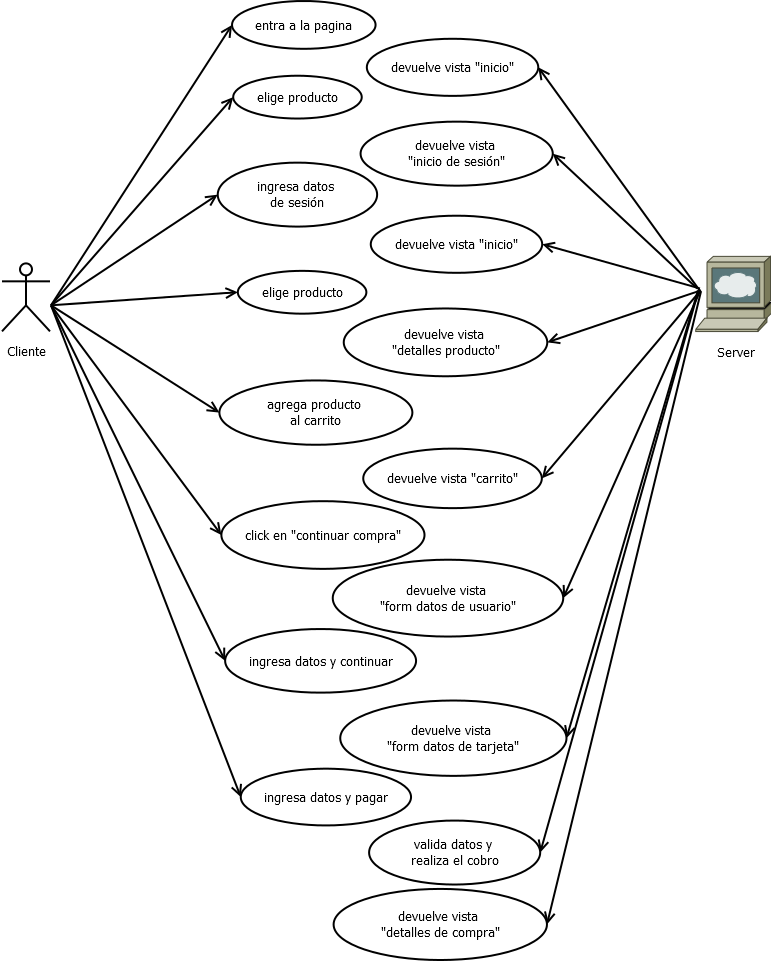 entra a la pagina
devuelve vista "inicio"
elige producto
devuelve vista
"inicio de sesión"
ingresa datos
de sesión
devuelve vista "inicio"
elige producto
Cliente
Server
devuelve vista
"detalles producto"
agrega producto
al carrito
devuelve vista "carrito"
click en "continuar compra"
devuelve vista
"form datos de usuario"
ingresa datos y continuar
devuelve vista
"form datos de tarjeta"
ingresa datos y pagar
valida datos y
realiza el cobro
devuelve vista
"detalles de compra"